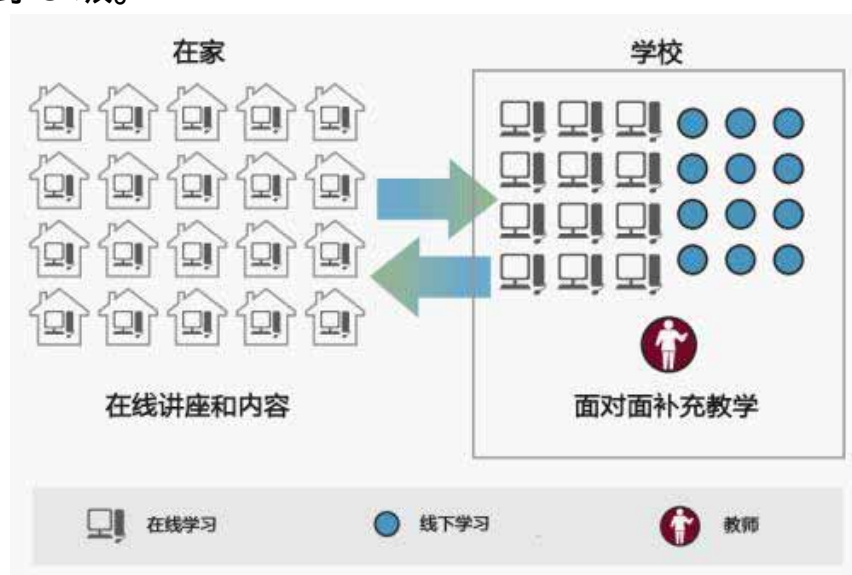 在家
学校
在线讲座和内容
面对面补充教学
在线学习
线下学习
教师